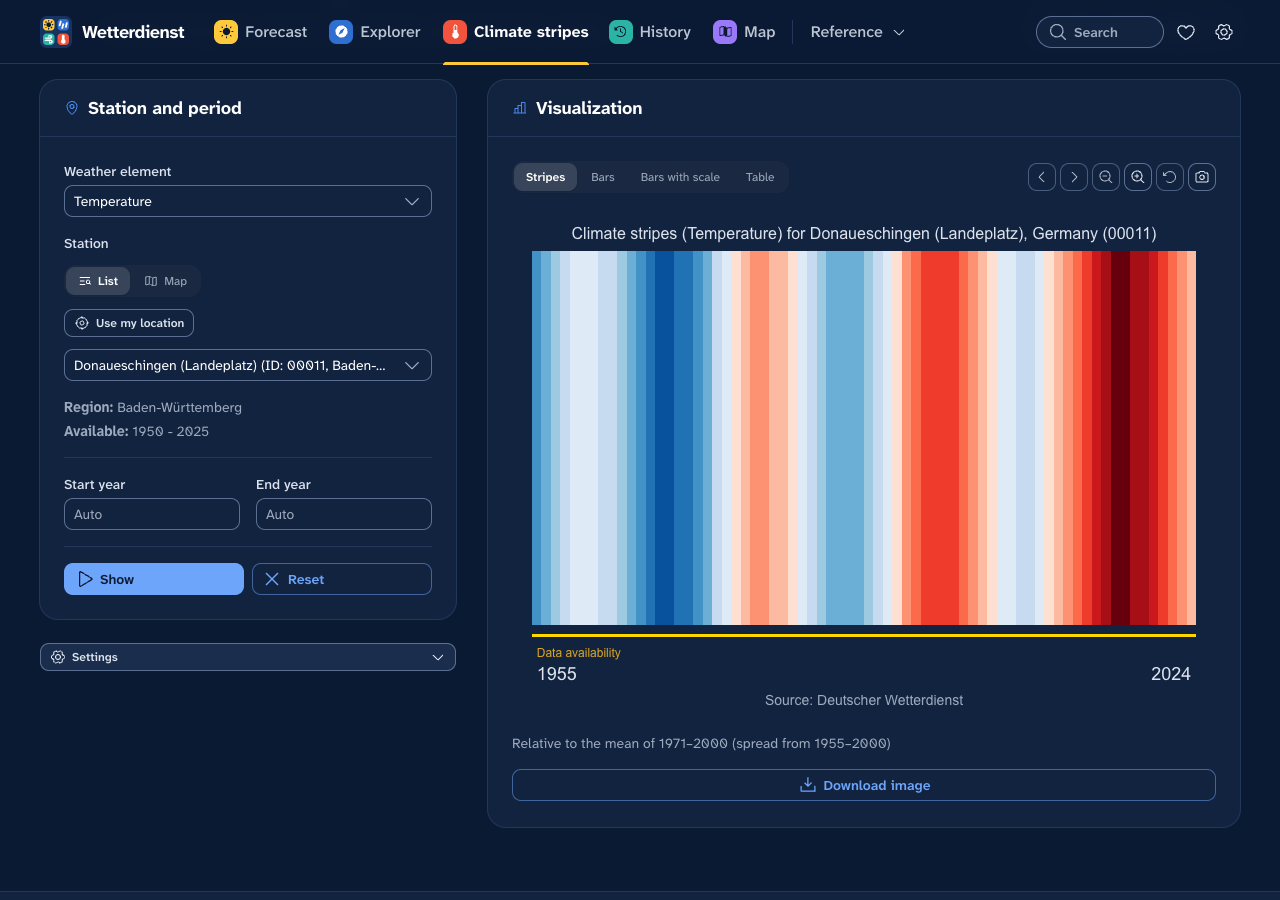 Wetterdienst
Forecast
Explorer
Climate stripes
History
Map
Reference
Search
Station and period
Weather element
Temperature
Station
List
Map
Use my location
Donaueschingen (Landeplatz) (ID: 00011, Baden-...
Region: Baden-Württemberg
Available: 1950 - 2025
Start year
End year
Auto
Auto
Show
Reset
Settings
Visualization
Stripes
Bars
Bars with scale
Table
Climate stripes (Temperature) for Donaueschingen (Landeplatz), Germany (00011)
Data availability
1955
2024
Source: Deutscher Wetterdienst
Relative to the mean of 1971–2000 (spread from 1955–2000)
Download image